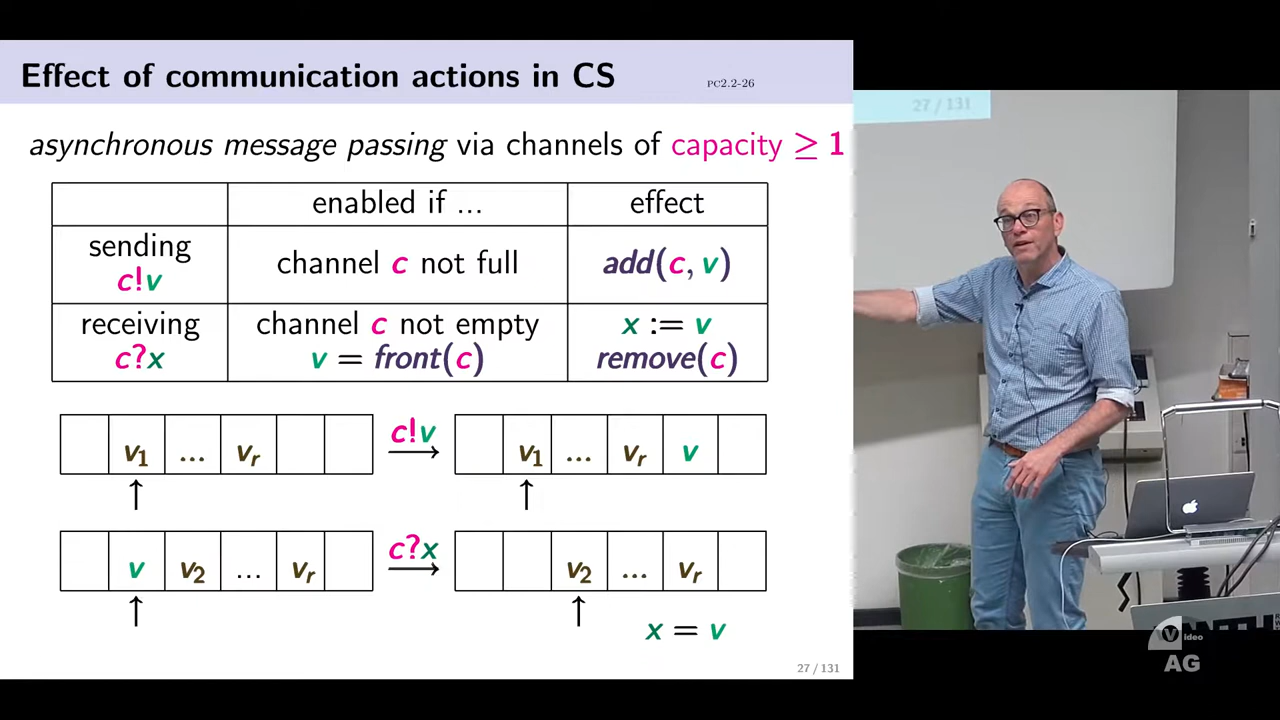 Effect of communication actions in CS PC2.2-26
asynchronous message passing via channels of capacity ≥ 1
enabled if ... effect
sending
c!v
channel c not full
add(c, v)
receiving
c?x
channel c not empty
v = front(c)
x := v
remove(c)
v₁ ... vᵣ
c!v
v₁ ... vᵣ v
↑ ↑
v v₂ ... vᵣ
c?x
v₂ ... vᵣ
↑ ↑
x = v
27 / 131
27 / 131
Video
AG